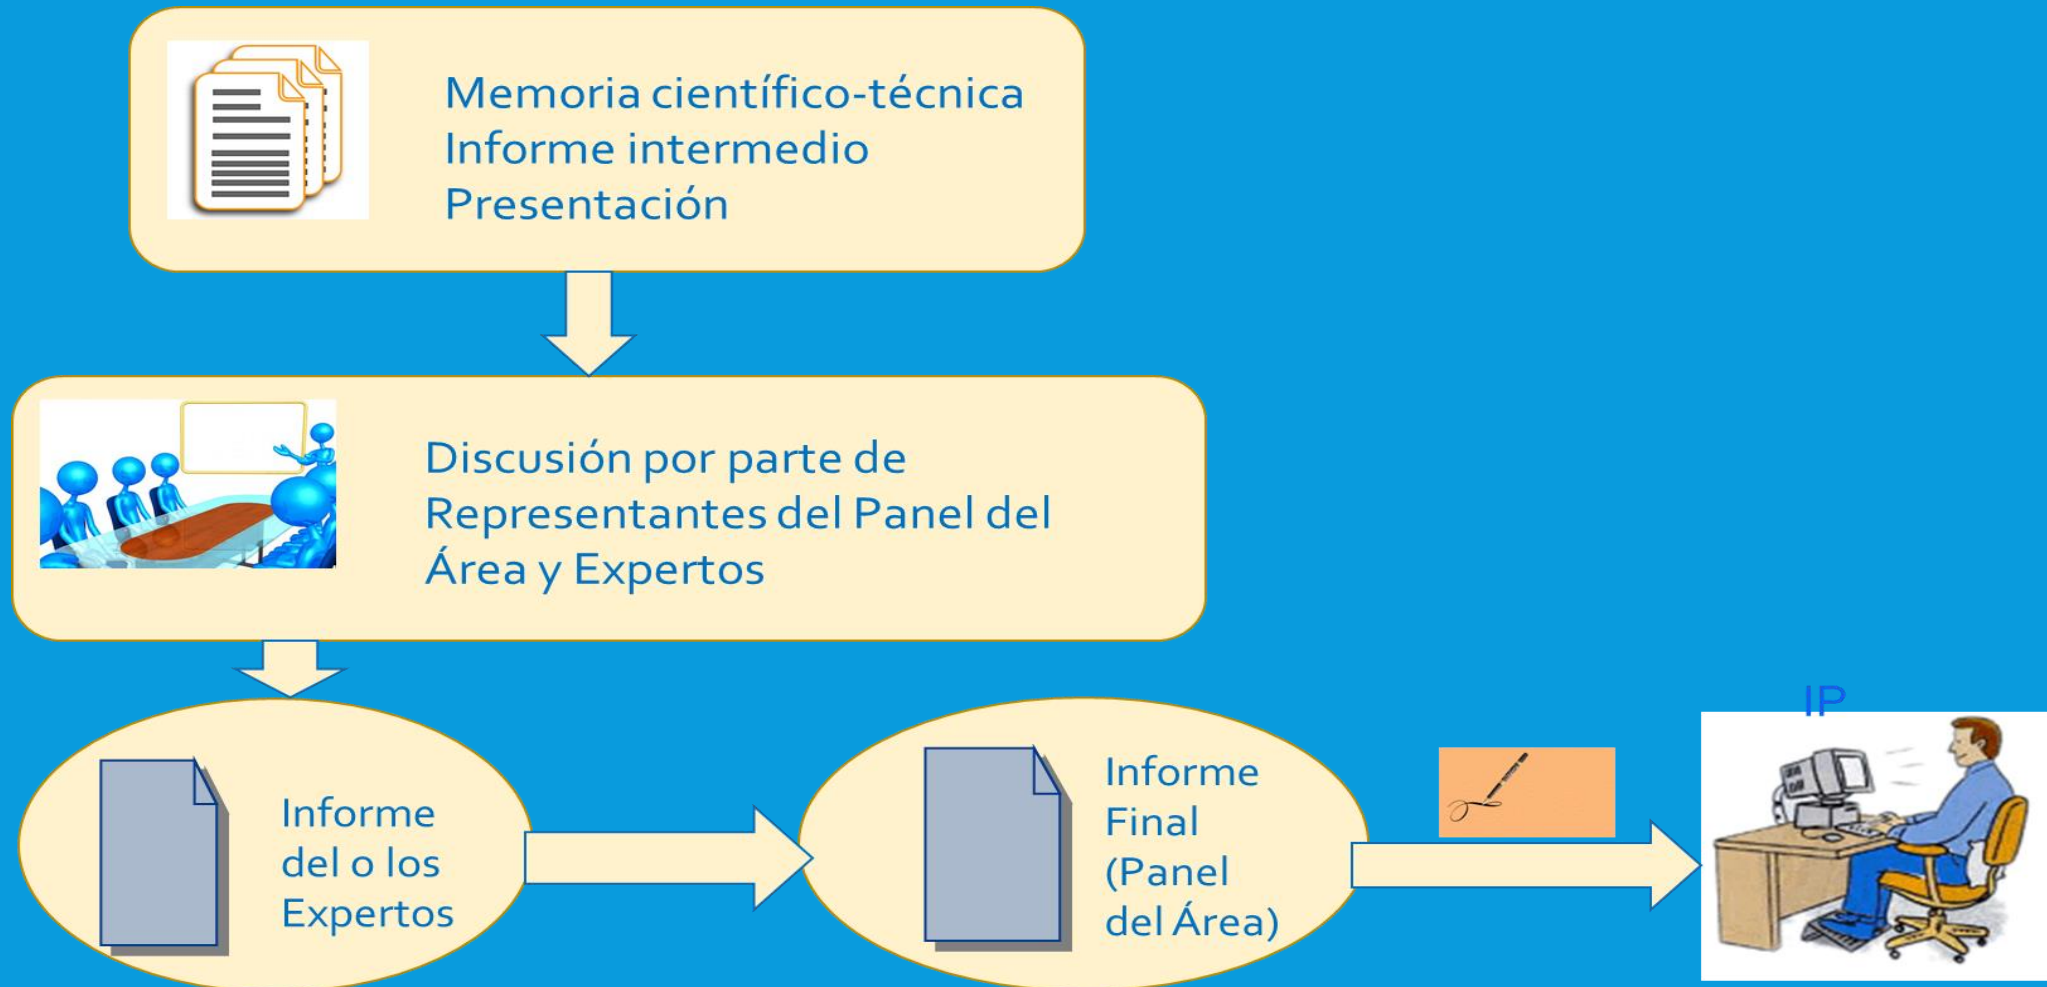 Memoria científico-técnica
Informe intermedio
Presentación
Discusión por parte de
Representantes del Panel del
Área y Expertos
Informe
del o los
Expertos
Informe
Final
(Panel
del Área)
IP